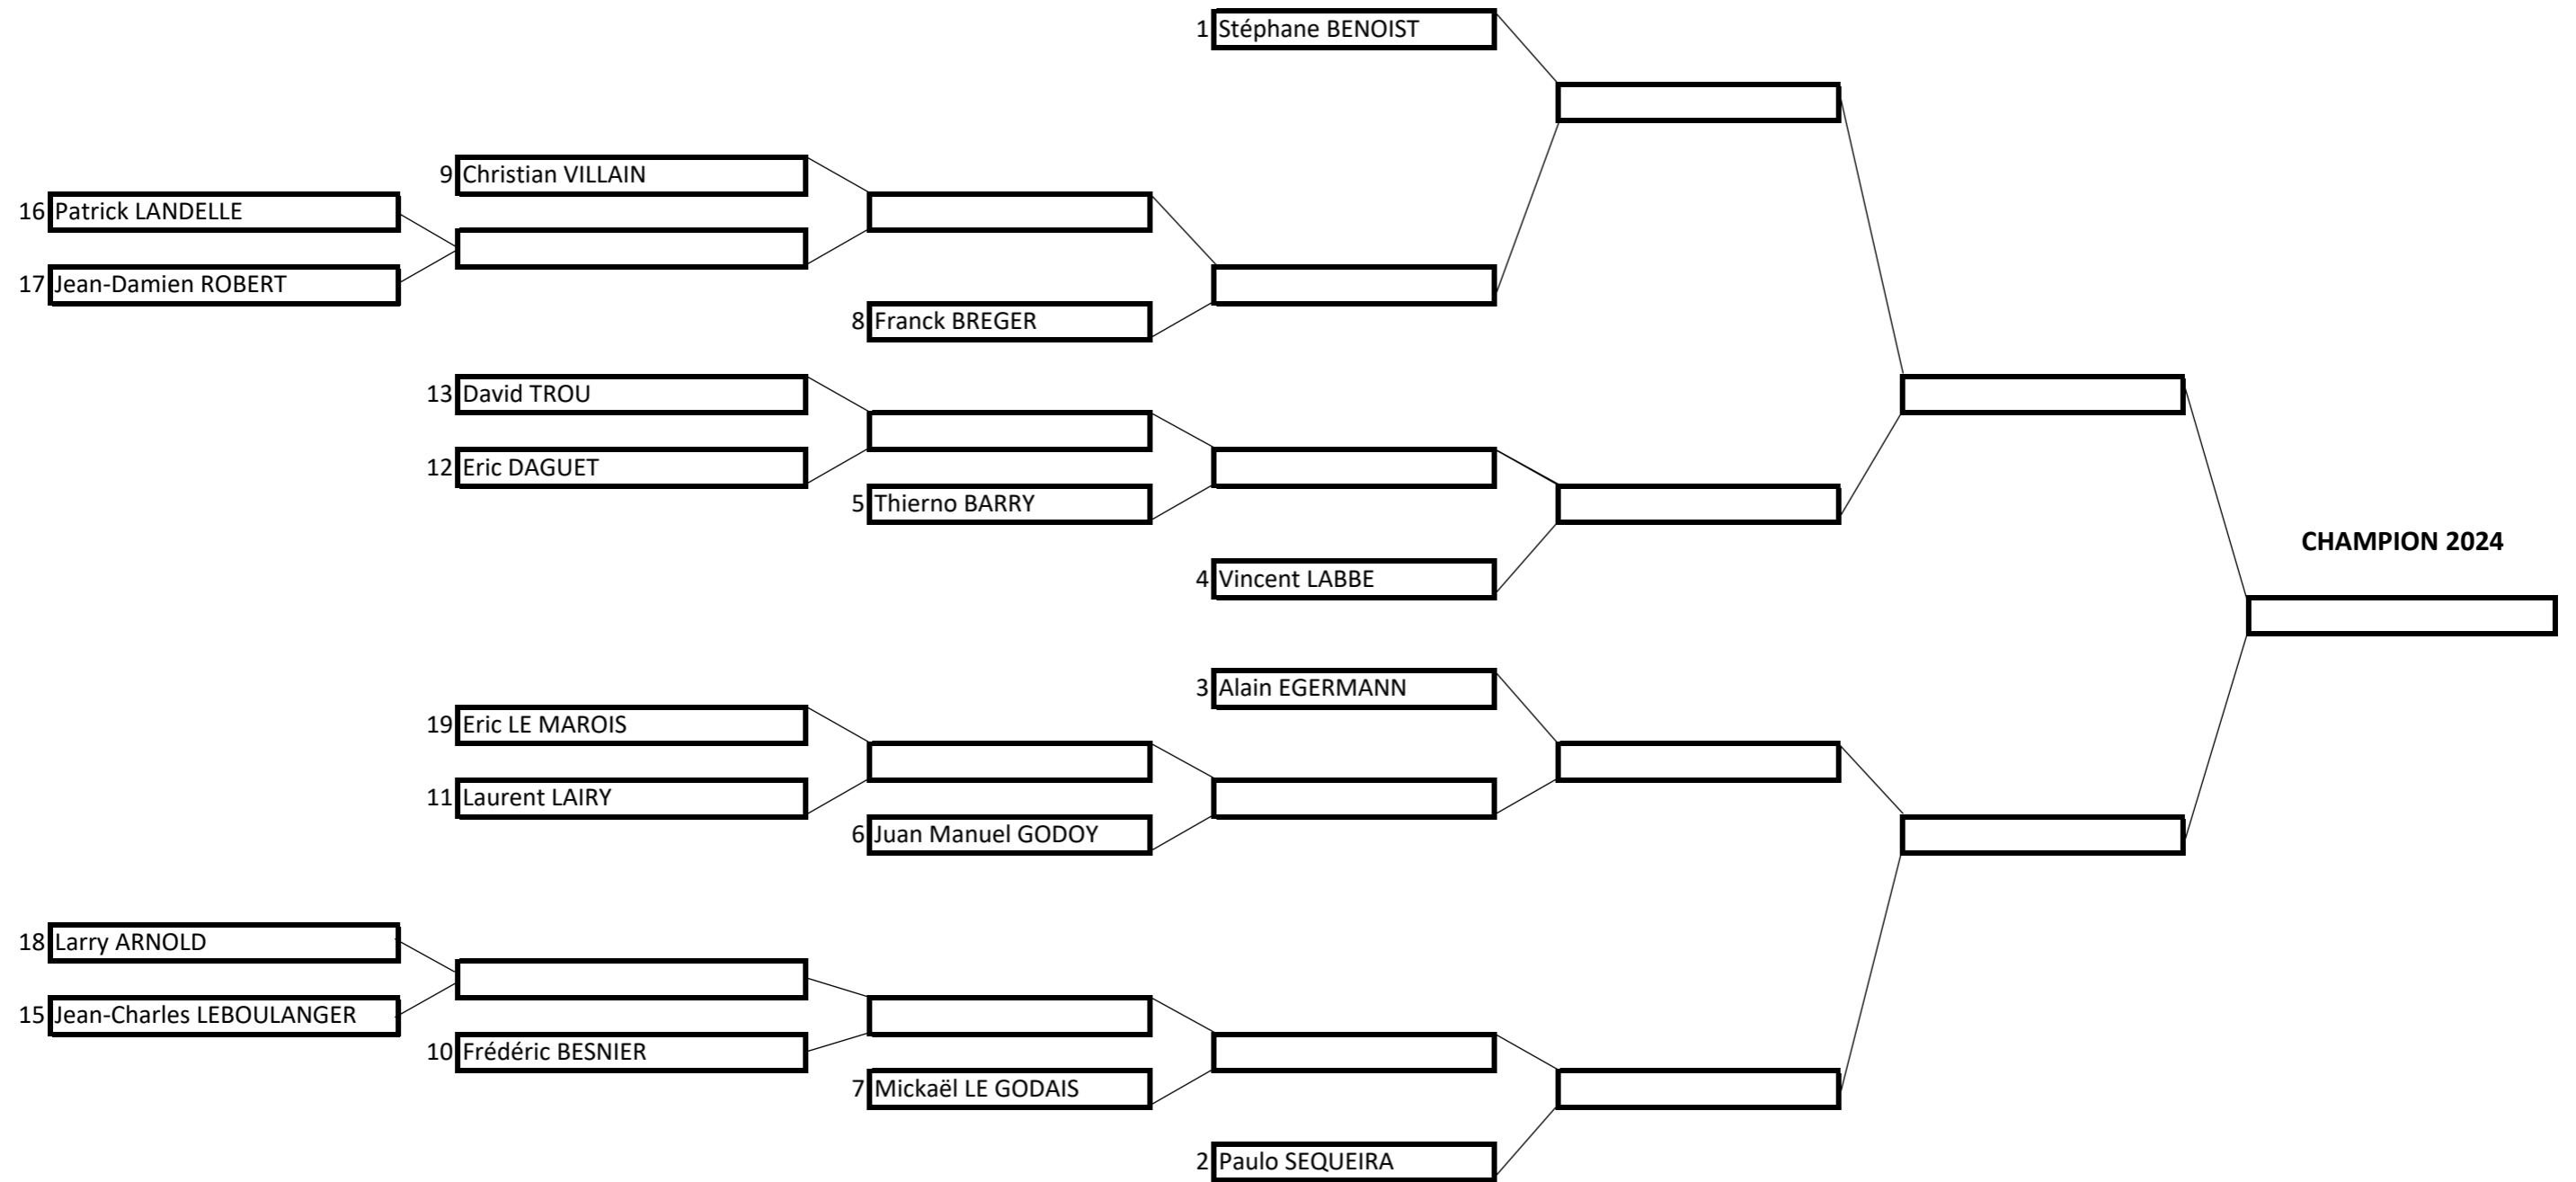 1 Stéphane BENOIST
9 Christian VILLAIN
16 Patrick LANDELLE
17 Jean-Damien ROBERT
8 Franck BREGER
13 David TROU
12 Eric DAGUET
5 Thierno BARRY
CHAMPION 2024
4 Vincent LABBE
3 Alain EGERMANN
19 Eric LE MAROIS
11 Laurent LAIRY
6 Juan Manuel GODOY
18 Larry ARNOLD
15 Jean-Charles LEBOULANGER
10 Frédéric BESNIER
7 Mickaël LE GODAIS
2 Paulo SEQUEIRA